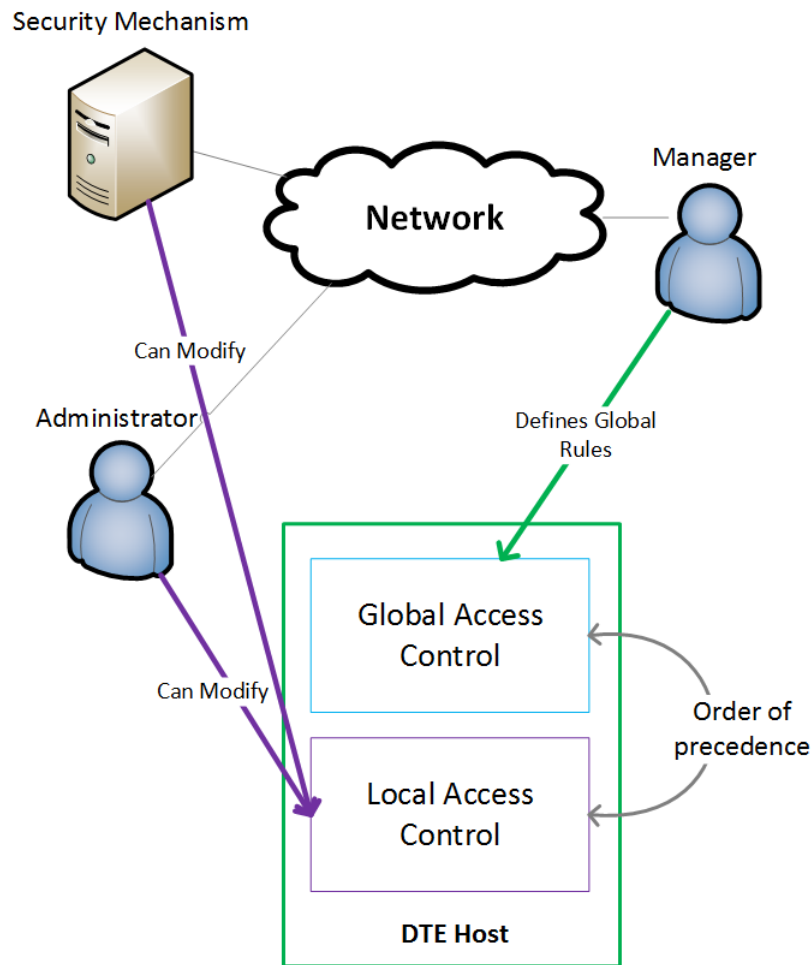 Security Mechanism
Manager
Network
Can Modify
Administrator
Defines Global
Rules
Global Access
Control
Can Modify
Order of
precedence
Local Access
Control
DTE Host